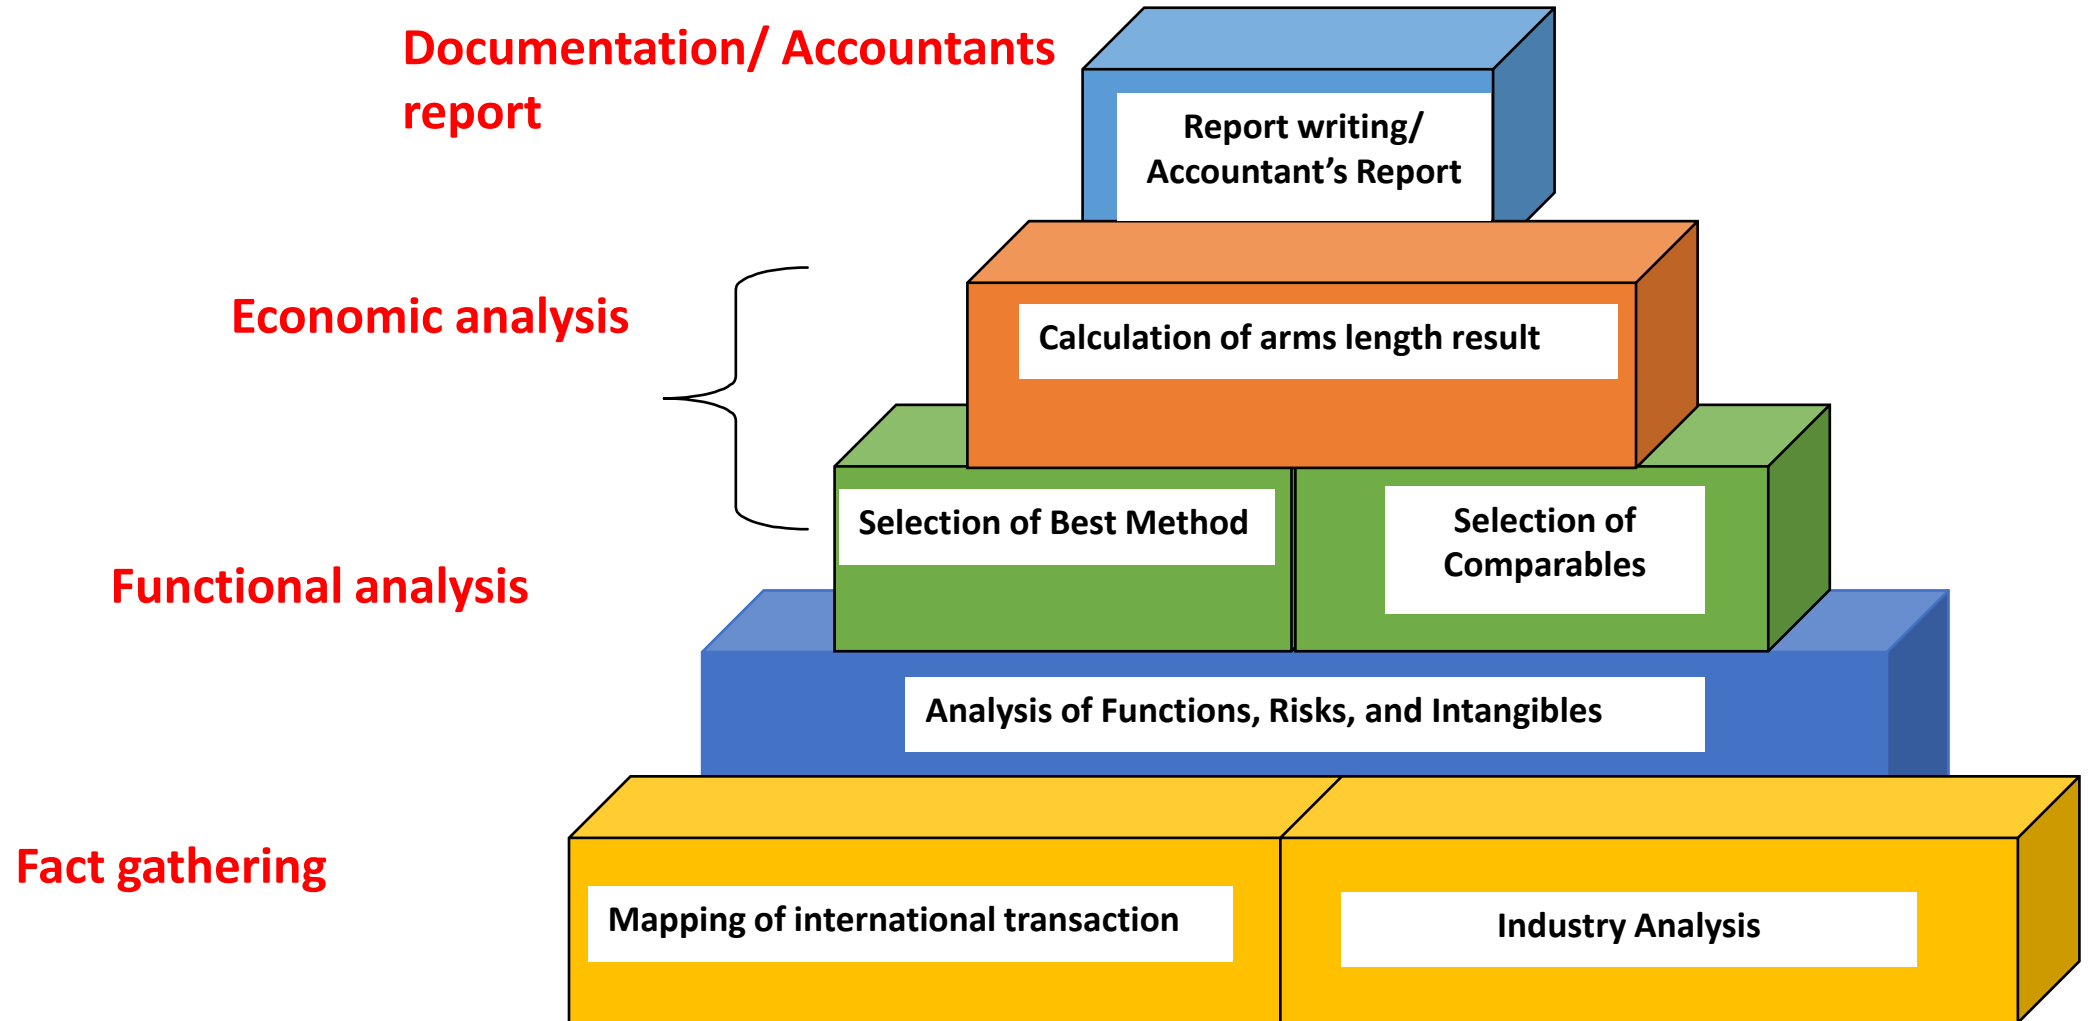 Documentation/ Accountants
report
Report writing/
Accountant’s Report
Economic analysis
Calculation of arms length result
Selection of Best Method
Selection of
Comparables
Functional analysis
Analysis of Functions, Risks, and Intangibles
Fact gathering
Mapping of international transaction
Industry Analysis